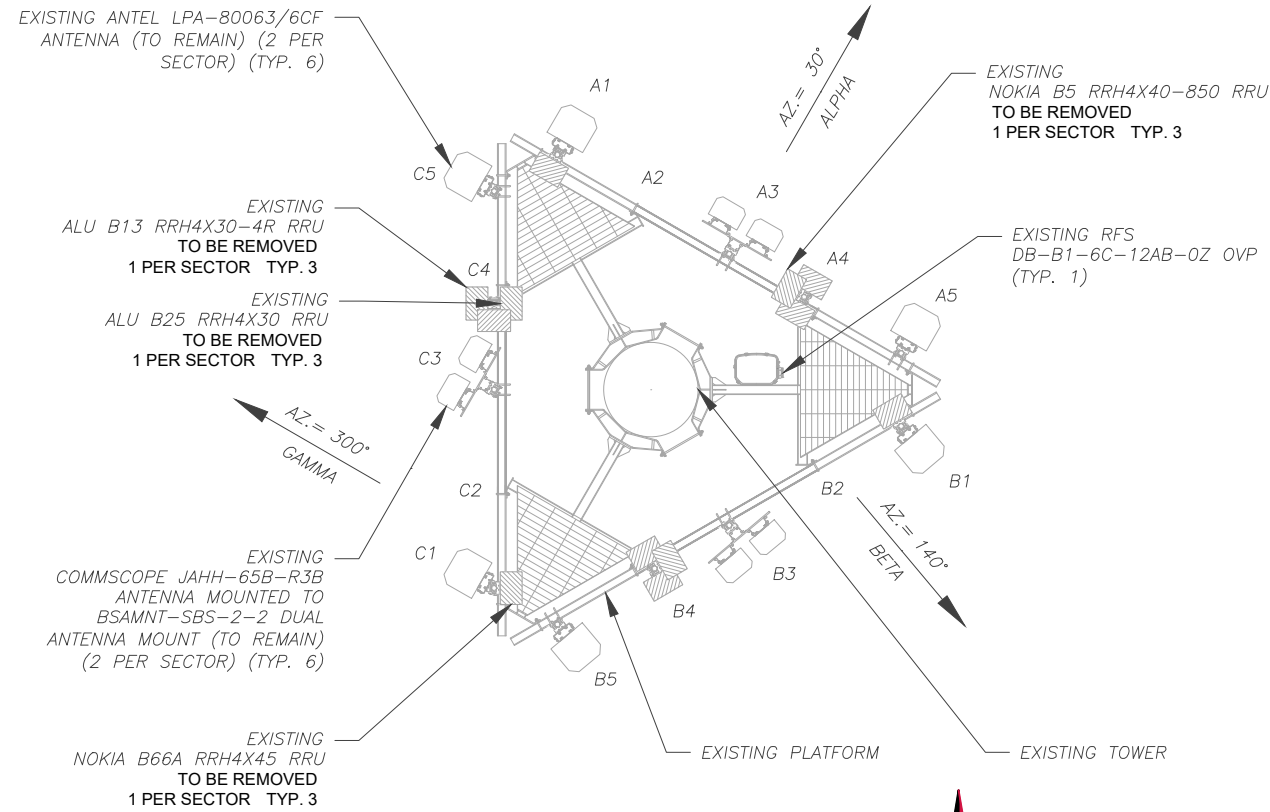 EXISTING ANTEL LPA-80063/6CF
ANTENNA (TO REMAIN) (2 PER
SECTOR) (TYP. 6)
A1
AZ.= 30°
ALPHA
EXISTING
NOKIA B5 RRH4X40-850 RRU
TO BE REMOVED
1 PER SECTOR TYP. 3
C5
A2
A3
EXISTING
ALU B13 RRH4X30-4R RRU
TO BE REMOVED
1 PER SECTOR TYP. 3
C4
A4
EXISTING RFS
DB-B1-6C-12AB-0Z OVP
(TYP. 1)
A5
EXISTING
ALU B25 RRH4X30 RRU
TO BE REMOVED
1 PER SECTOR TYP. 3
C3
AZ.= 300°
GAMMA
C2
B2
B1
AZ.= 140°
BETA
EXISTING
COMMSCOPE JAHH-65B-R3B
ANTENNA MOUNTED TO
BSAMNT-SBS-2-2 DUAL
ANTENNA MOUNT (TO REMAIN)
(2 PER SECTOR) (TYP. 6)
C1
B3
B4
B5
EXISTING
NOKIA B66A RRH4X45 RRU
TO BE REMOVED
1 PER SECTOR TYP. 3
EXISTING PLATFORM
EXISTING TOWER